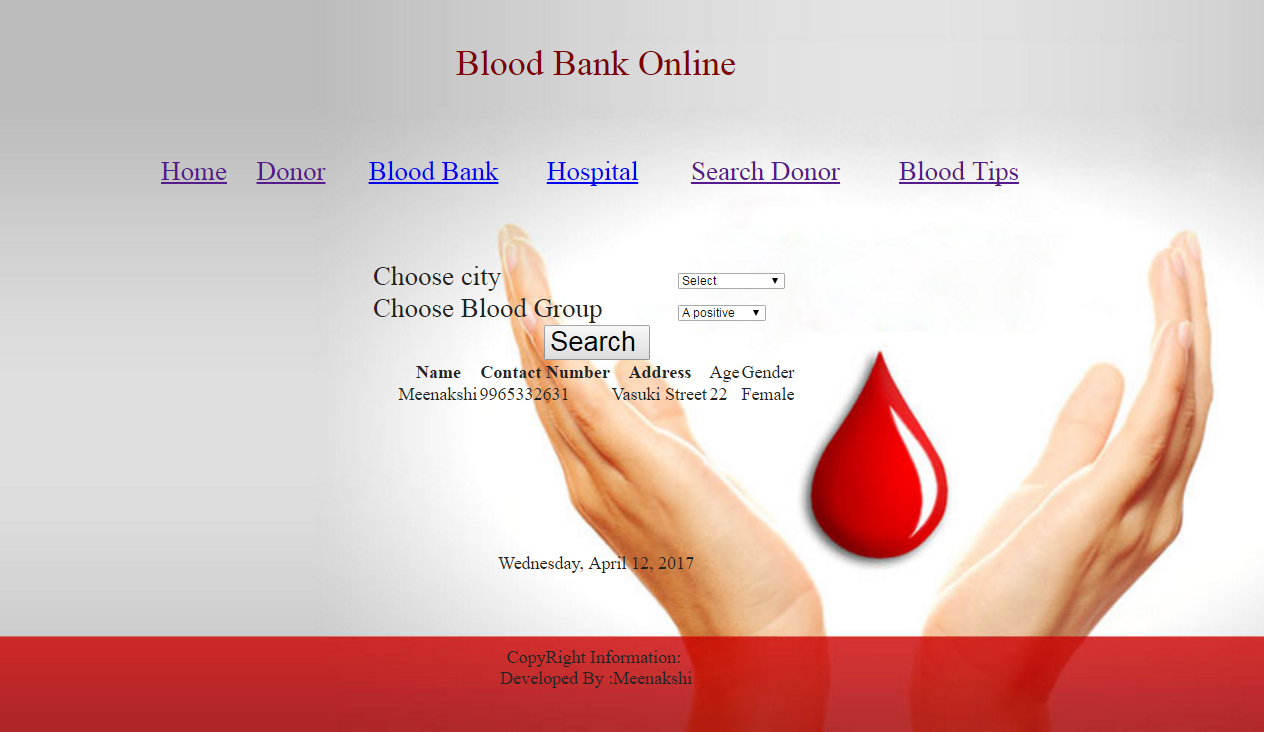 Blood Bank Online
Home Donor Blood Bank Hospital Search Donor Blood Tips
Choose city Select
Choose Blood Group A positive
Search
Name Contact Number Address Age Gender
Meenakshi 9965332631 Vasuki Street 22 Female
Wednesday, April 12, 2017
CopyRight Information:
Developed By :Meenakshi